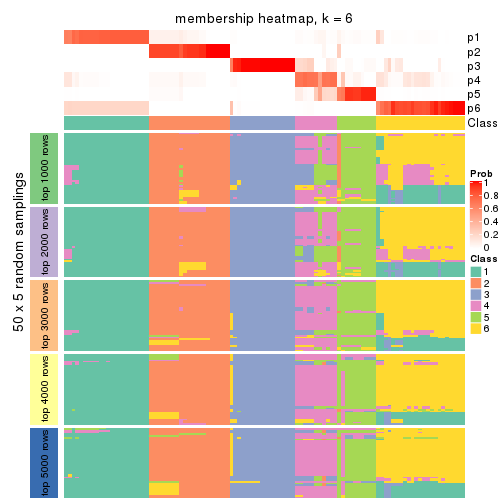 membership heatmap, k = 6
p1
p2
p3
p4
p5
p6
Class
50 x 5 random samplings
top 1000 rows
top 2000 rows
top 3000 rows
top 4000 rows
top 5000 rows
Prob
1
0.8
0.6
0.4
0.2
0
Class
1
2
3
4
5
6